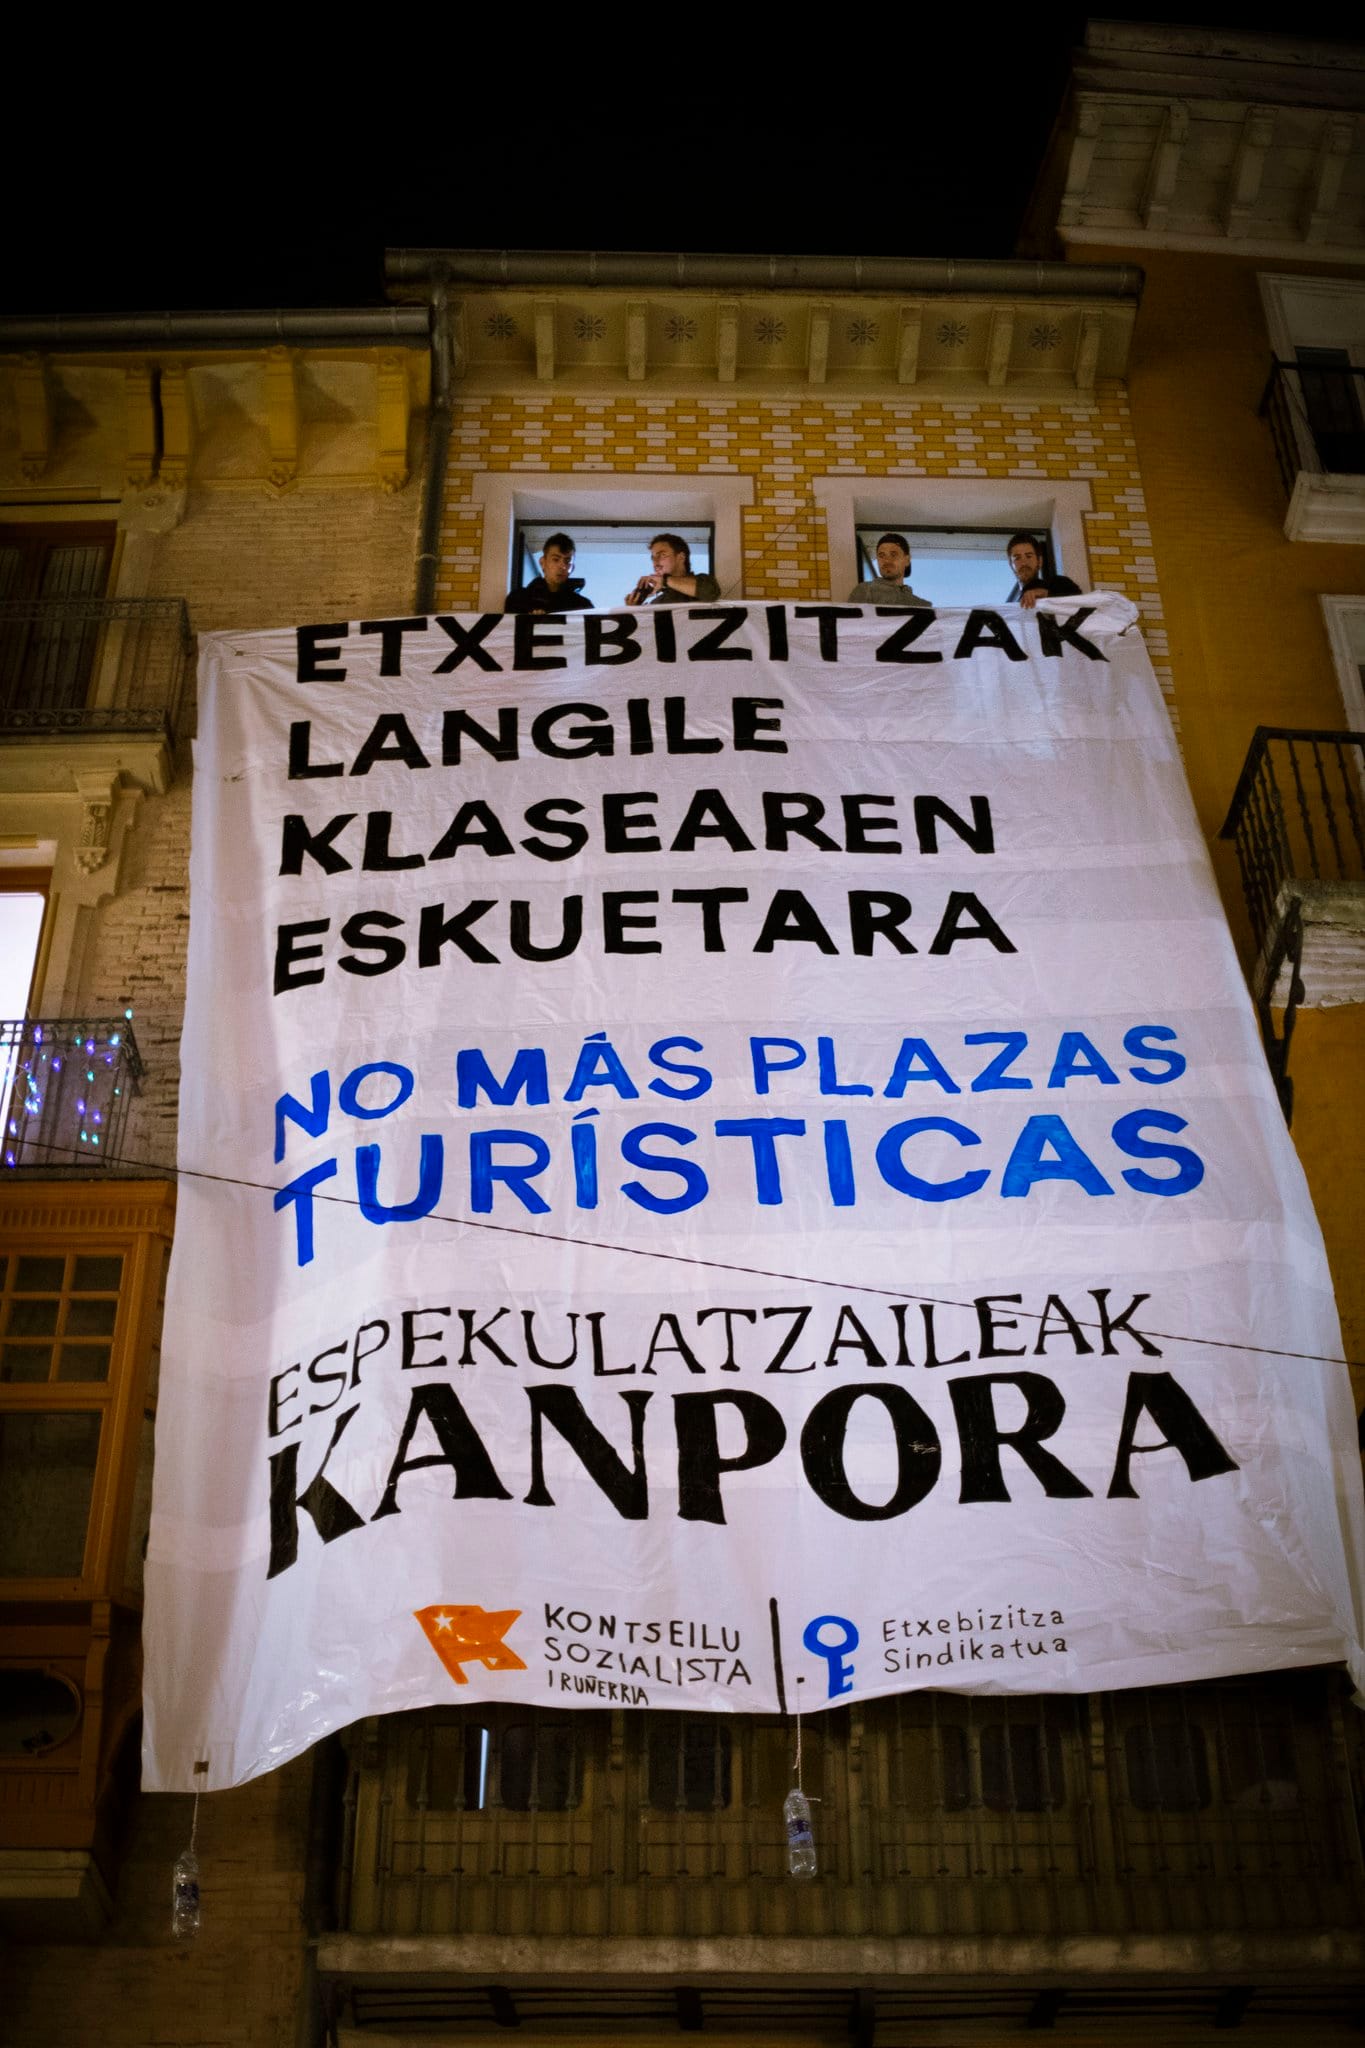 ETXEBIZITZAK
LANGILE
KLASEAREN
ESKUETARA
NO MÁS PLAZAS
TURÍSTICAS
ESPEKULATZAILEAK
KANPORA
KONTSEILU
SOZIALISTA
IRUÑERRIA
Etxebizitza
Sindikatua